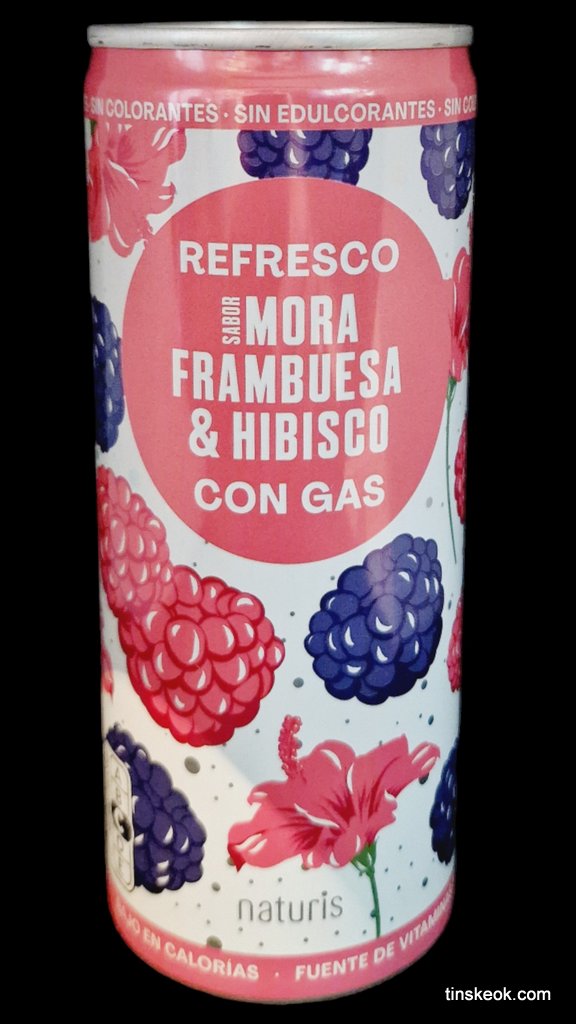 SIN COLORANTES · SIN EDULCORANTES · SIN
REFRESCO
SABOR MORA
FRAMBUESA
& HIBISCO
CON GAS
naturis
EN CALORÍAS · FUENTE DE
tinskeok.com